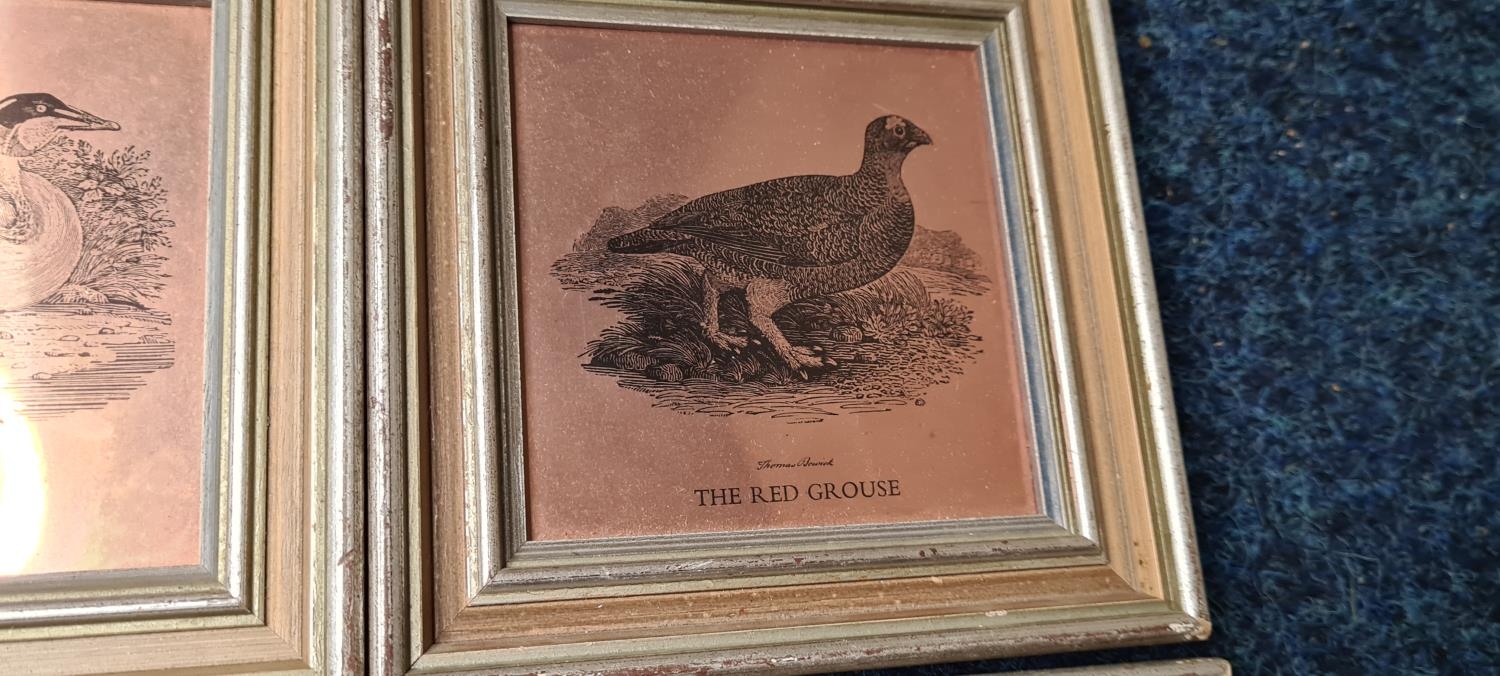 Thomas Bewick
THE RED GROUSE